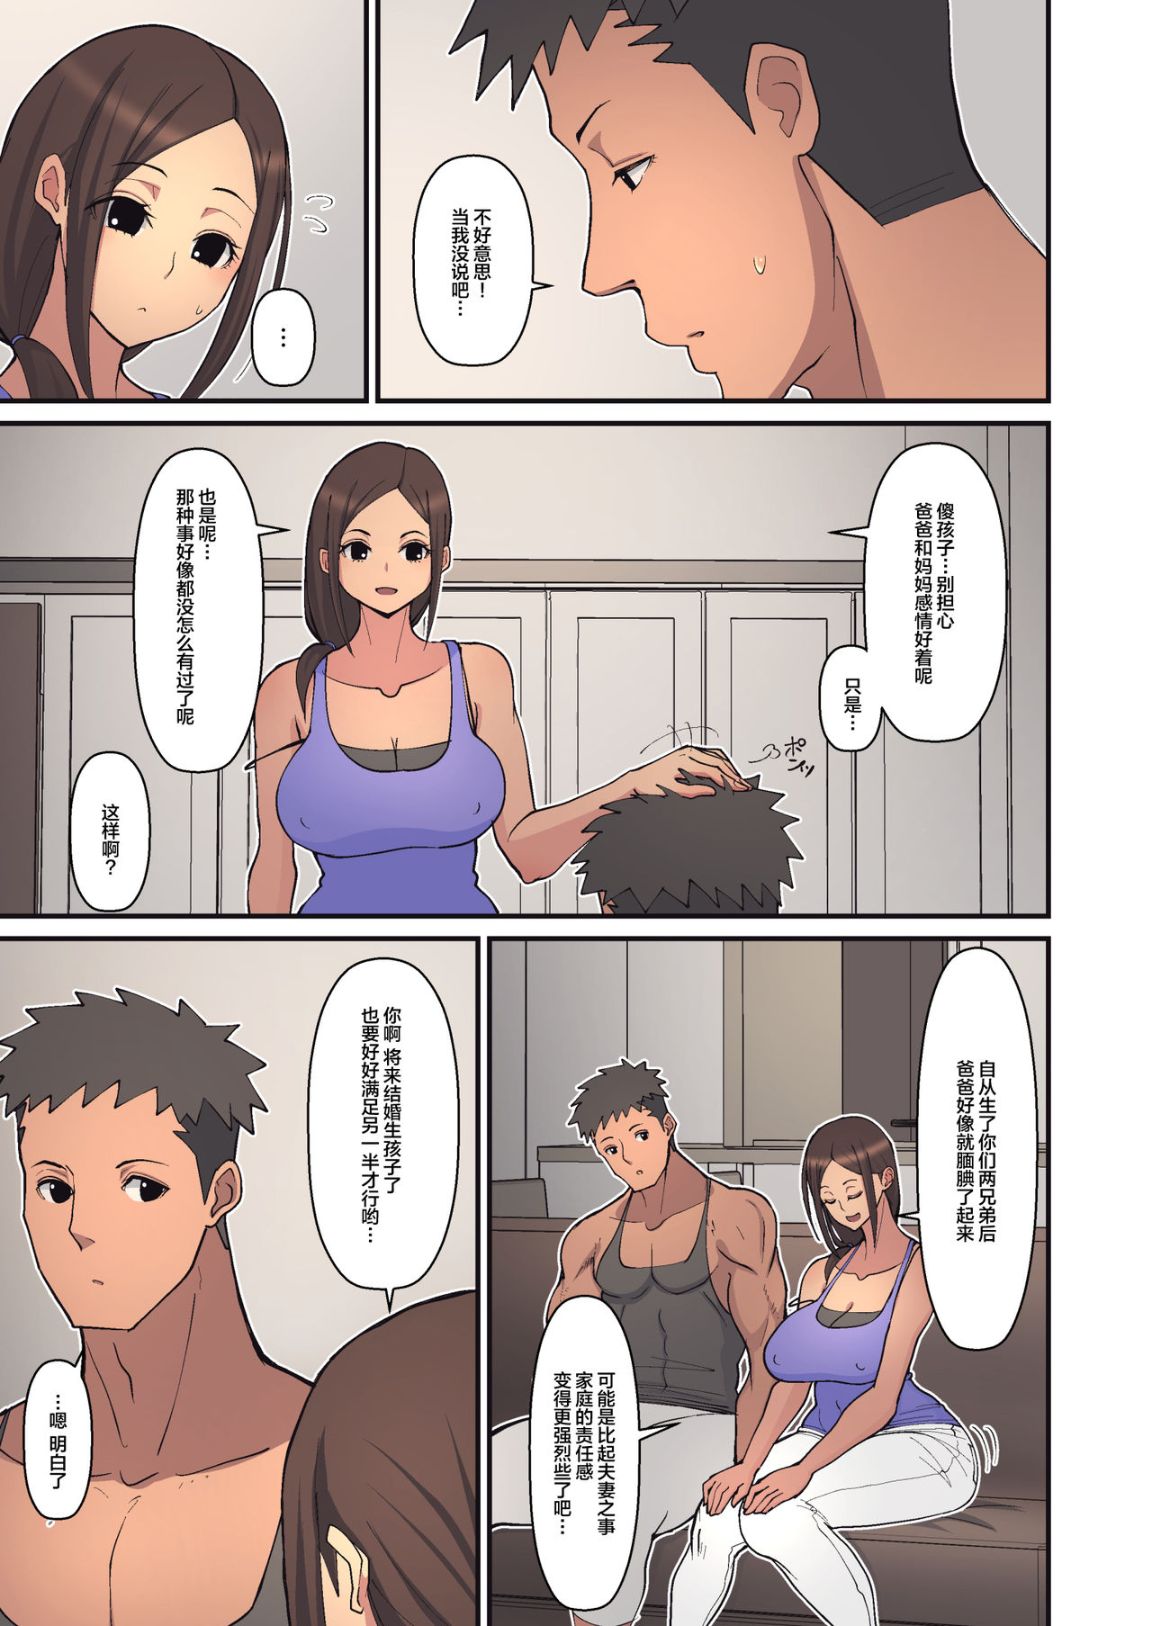 不好意思！
当我没说吧…
…
傻孩子…别担心
爸爸和妈妈感情好着呢
只是…
ポンッ
乃
也是呢…
那种事好像都没怎么有过了呢
这样啊？
自从生了你们两兄弟后
爸爸好像就腼腆了起来
可能是比起夫妻之事
家庭的责任感
变得更强烈些了吧…
你啊 将来结婚生孩子了
也要好好满足另一半才行哟…
…嗯 明白了